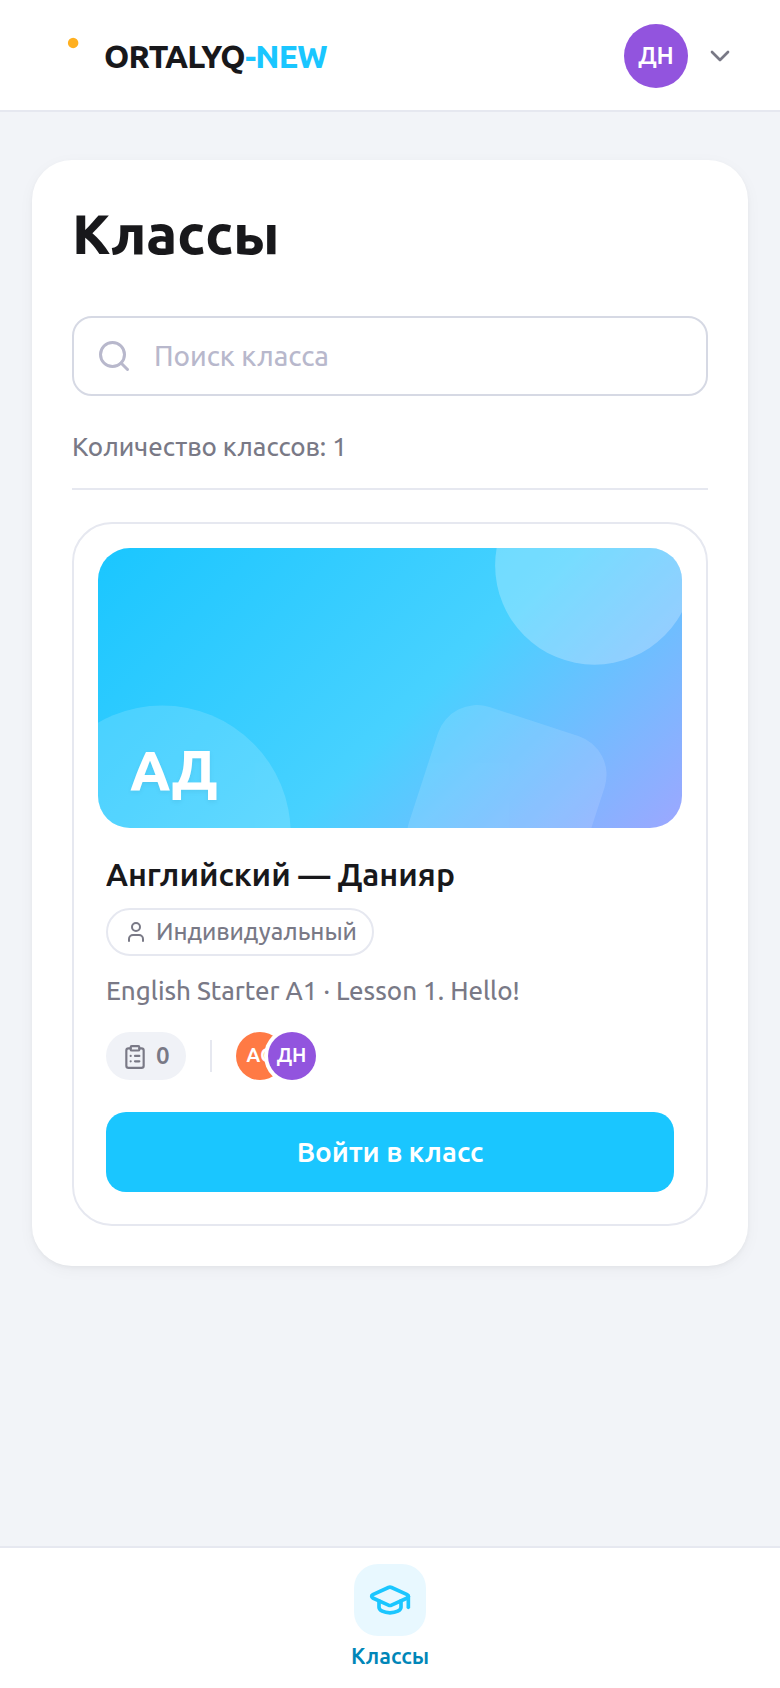 ORTALYQ-NEW
ДН
Классы
Поиск класса
Количество классов: 1
АД
Английский — Данияр
Индивидуальный
English Starter A1 · Lesson 1. Hello!
0
ДН
Войти в класс
Классы